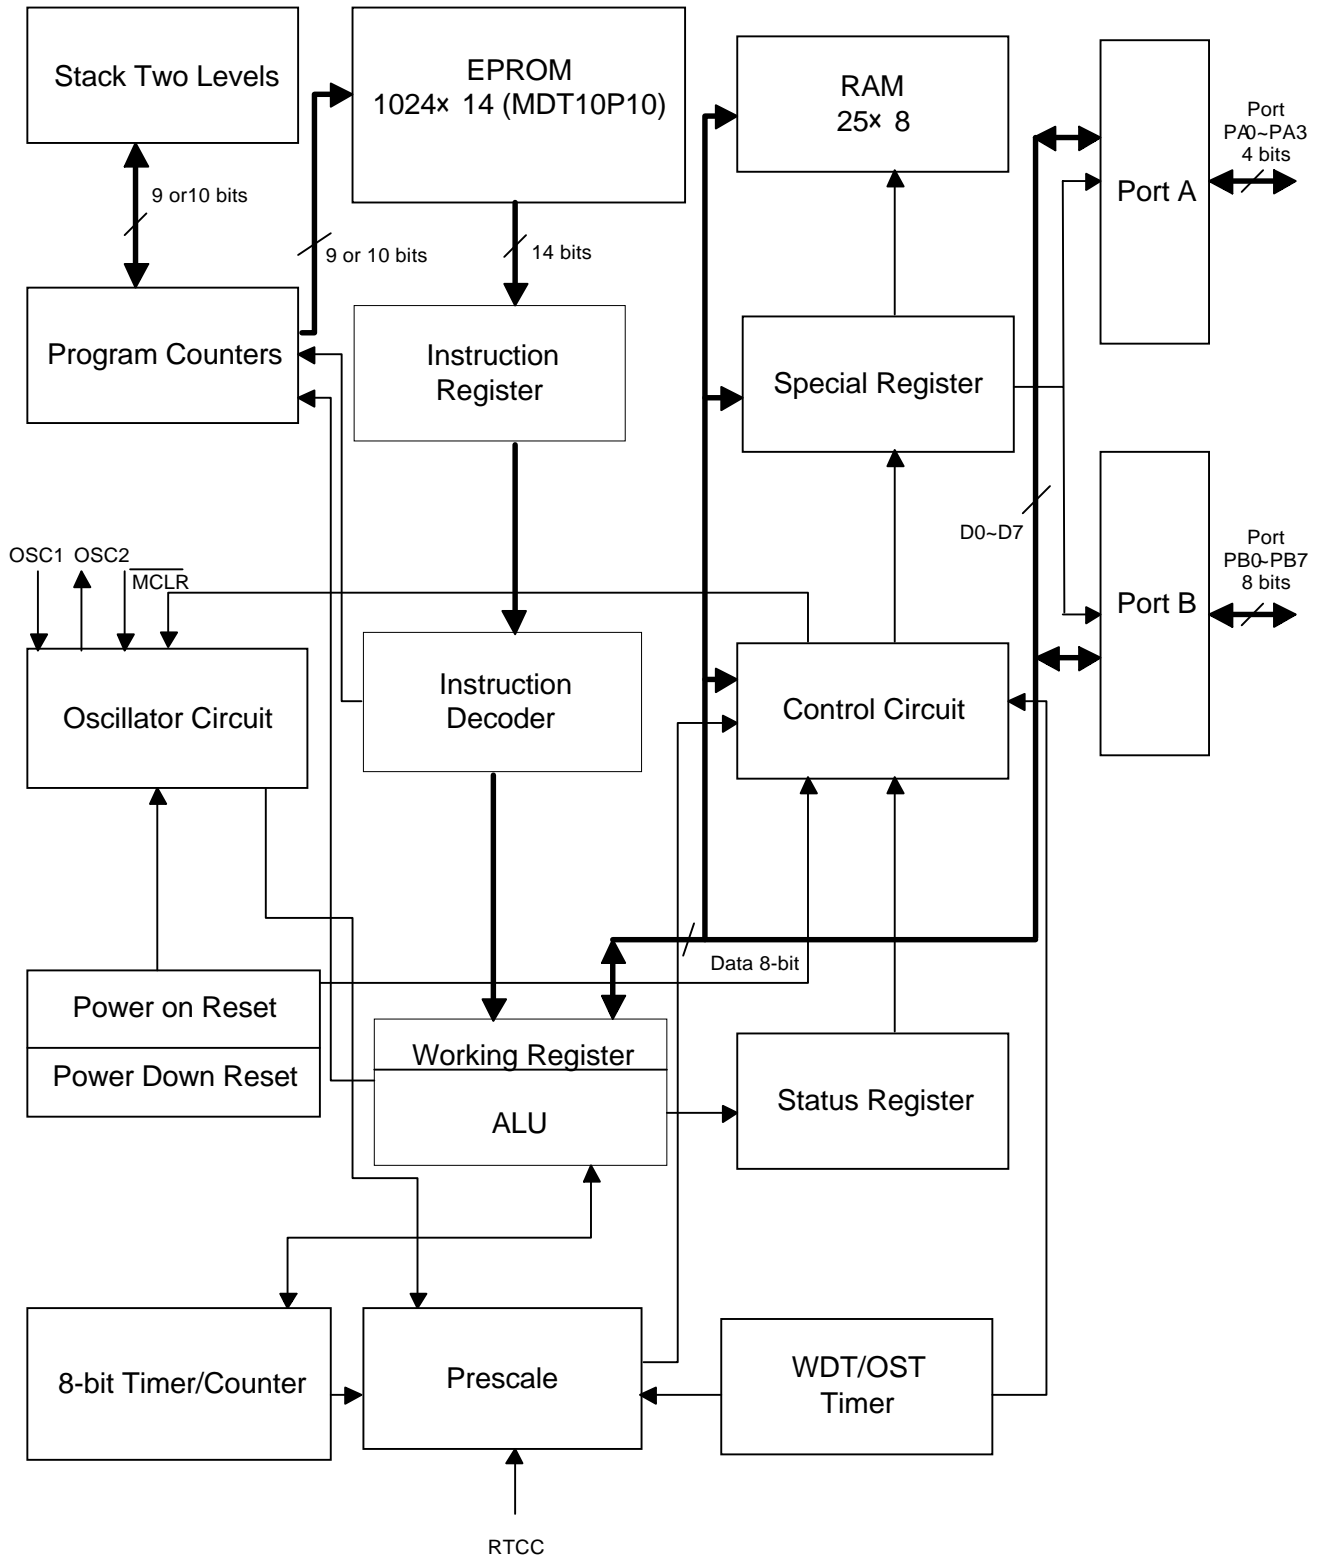 Stack Two Levels
EPROM
1024× 14 (MDT10P10)
RAM
25× 8
Port
PA0~PA3
4 bits
Port A
9 or10 bits
9 or 10 bits
14 bits
Program Counters
Instruction
Register
Special Register
D0~D7
Port
PB0~PB7
8 bits
Port B
OSC1 OSC2
MCLR
Oscillator Circuit
Instruction
Decoder
Control Circuit
Data 8-bit
Power on Reset
Power Down Reset
Working Register
ALU
Status Register
8-bit Timer/Counter
Prescale
WDT/OST
Timer
RTCC